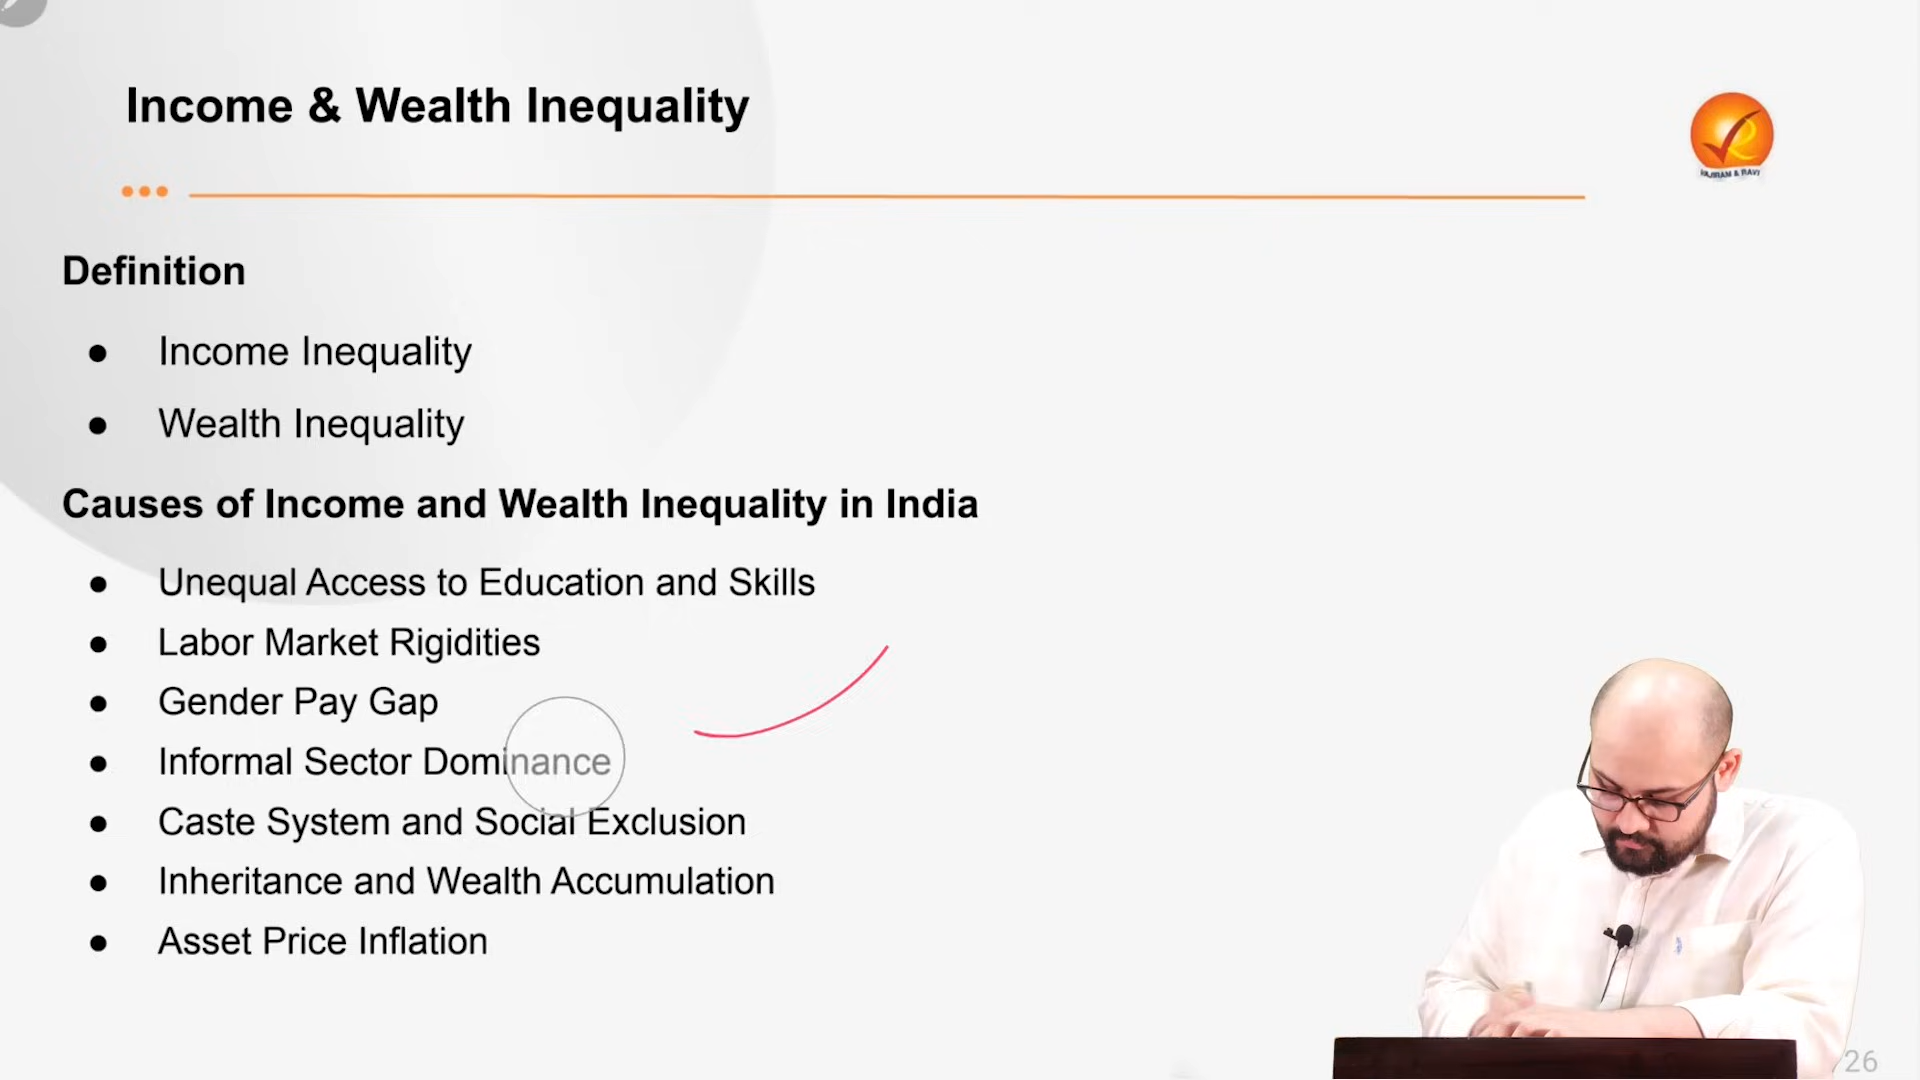 Income & Wealth Inequality
VAJIRAM & RAVI
Definition
● Income Inequality
● Wealth Inequality
Causes of Income and Wealth Inequality in India
● Unequal Access to Education and Skills
● Labor Market Rigidities
● Gender Pay Gap
● Informal Sector Dominance
● Caste System and Social Exclusion
● Inheritance and Wealth Accumulation
● Asset Price Inflation
26